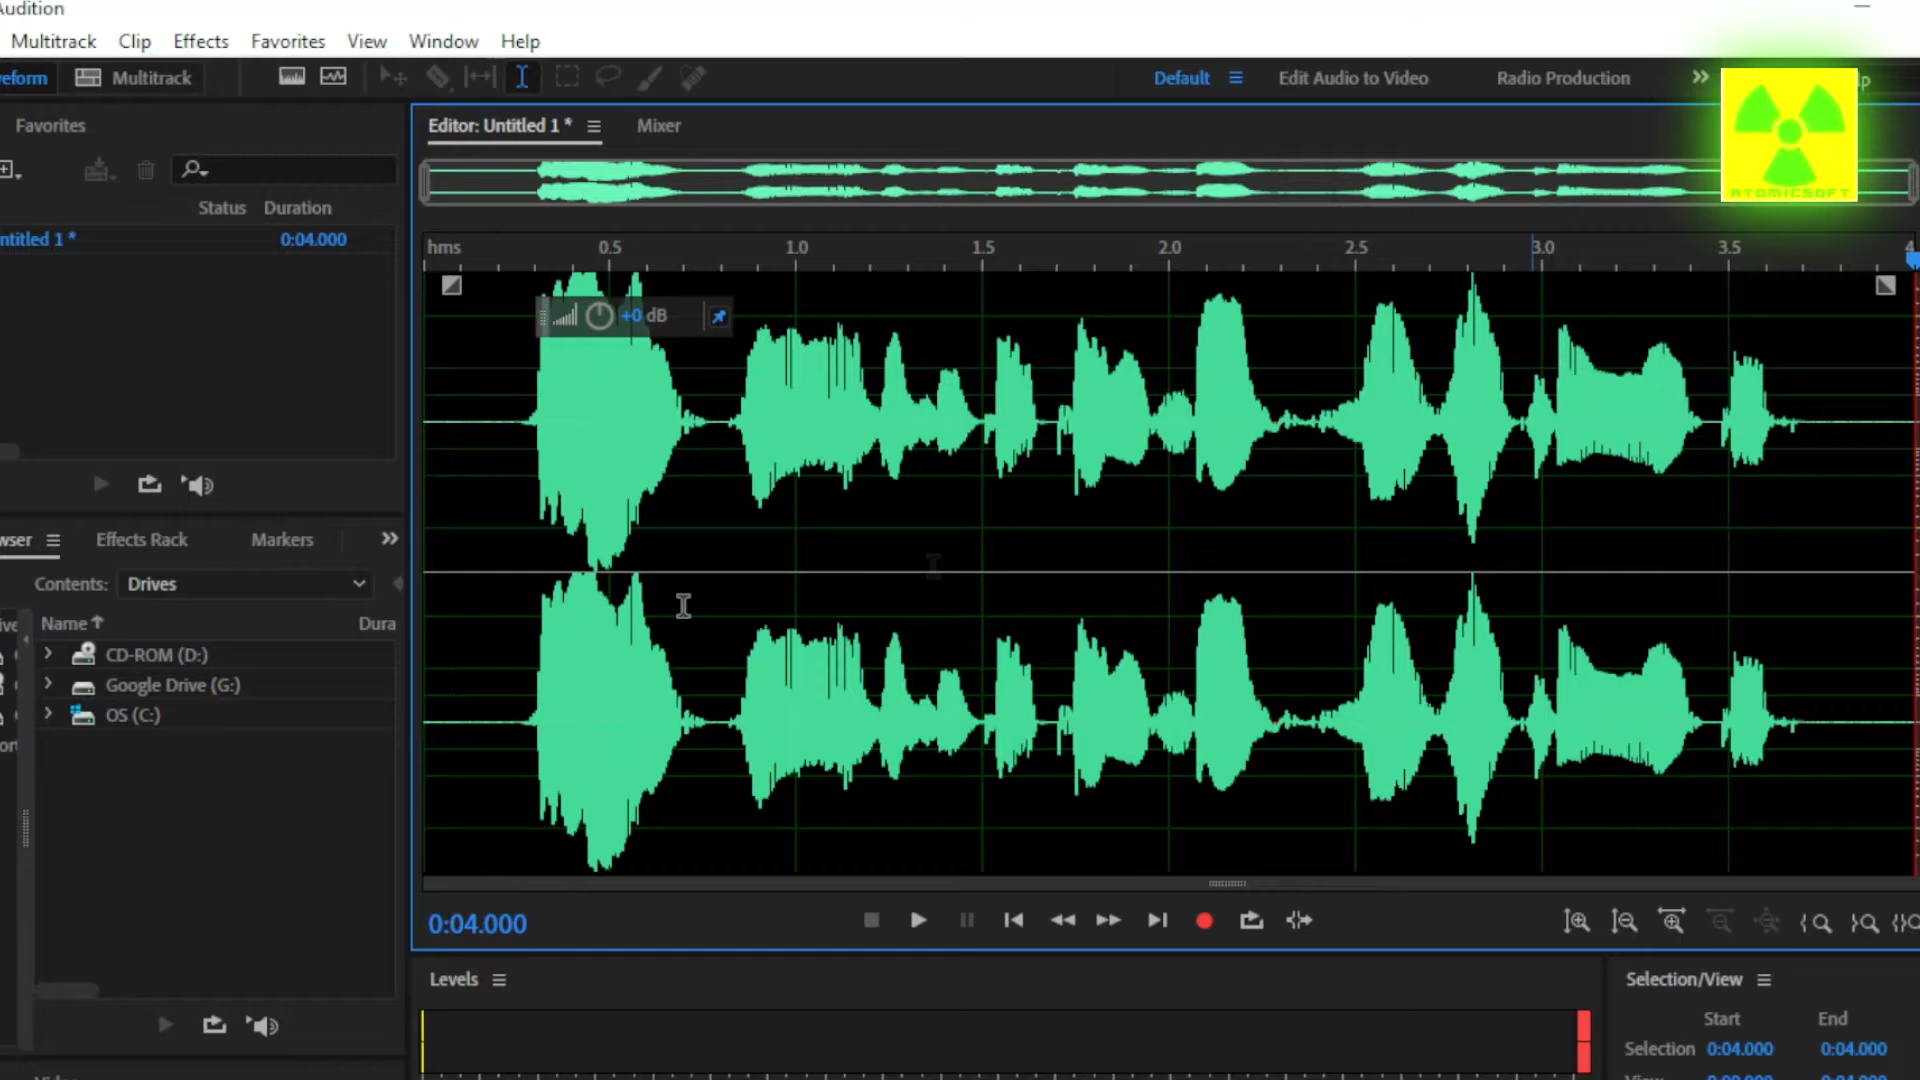 Audition
Multitrack Clip Effects Favorites View Window Help
eform Multitrack Default Edit Audio to Video Radio Production
Favorites
Editor: Untitled 1 * Mixer
ATOMICSOFT
Status Duration
ntitled 1 * 0:04.000
hms 0.5 1.0 1.5 2.0 2.5 3.0 3.5 4
+0 dB
wser Effects Rack Markers
Contents: Drives
Name Dura
CD-ROM (D:)
Google Drive (G:)
OS (C:)
0:04.000
Levels
Selection/View
Start End
Selection 0:04.000 0:04.000